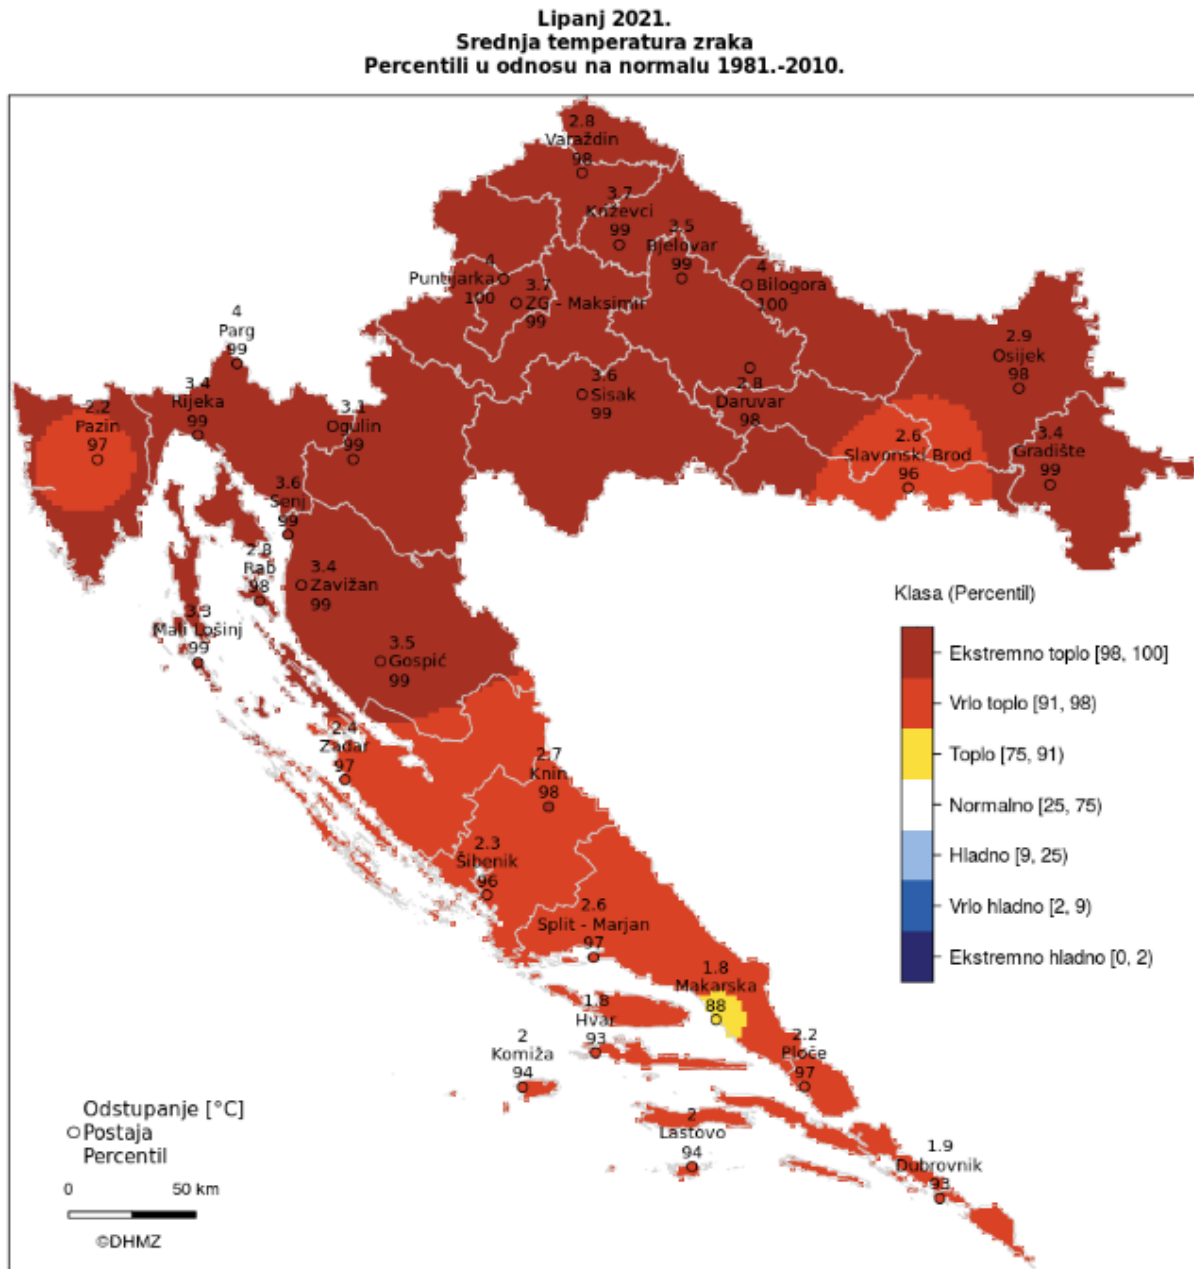 Lipanj 2021.
Srednja temperatura zraka
Percentili u odnosu na normalu 1981.-2010.
2.8
Varaždin
98
3.7
Križevci
99
3.5
Bjelovar
99
4
Puntijarka
100
3.7
ZG - Maksimir
99
4
Bilogora
100
4
Parg
99
2.9
Osijek
98
3.4
Rijeka
99
2.2
Pazin
97
3.1
Ogulin
99
3.6
Sisak
99
2.8
Daruvar
98
2.6
Slavonski Brod
96
3.4
Gradište
99
3.6
Senj
99
2.8
Rab
98
3.4
Zavižan
99
3.3
Mali Lošinj
99
3.5
Gospić
99
2.4
Zadar
97
2.7
Knin
98
2.3
Šibenik
96
2.6
Split - Marjan
97
1.8
Makarska
88
1.8
Hvar
93
2
Komiža
94
2.2
Ploče
97
2
Lastovo
94
1.9
Dubrovnik
93
Klasa (Percentil)
Ekstremno toplo [98, 100]
Vrlo toplo [91, 98)
Toplo [75, 91)
Normalno [25, 75)
Hladno [9, 25)
Vrlo hladno [2, 9)
Ekstremno hladno [0, 2)
Odstupanje [°C]
Postaja
Percentil
0 50 km
©DHMZ